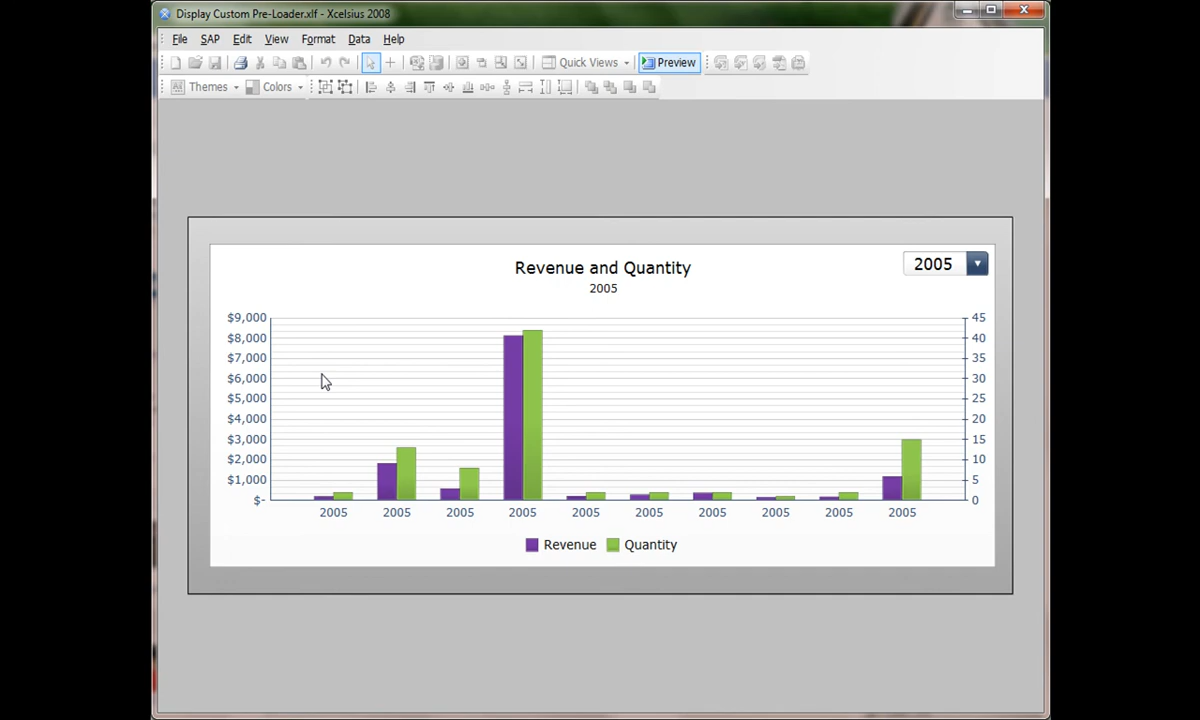 Display Custom Pre-Loader.xlf - Xcelsius 2008
File SAP Edit View Format Data Help
Quick Views Preview
Themes Colors
2005
Revenue and Quantity
2005
$9,000 45
$8,000 40
$7,000 35
$6,000 30
$5,000 25
$4,000 20
$3,000 15
$2,000 10
$1,000 5
$- 0
2005 2005 2005 2005 2005 2005 2005 2005 2005 2005
Revenue Quantity